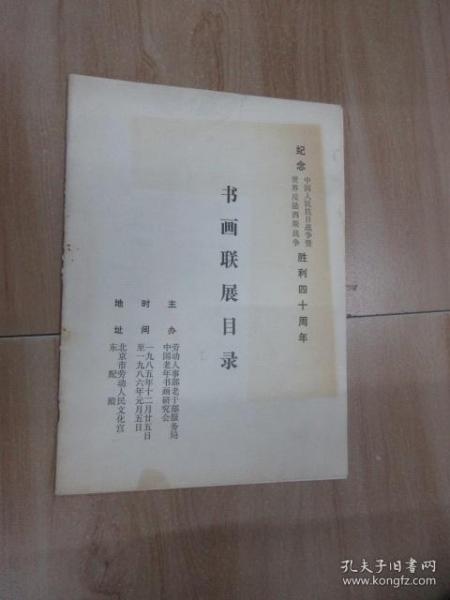 纪念 中国人民抗日战争暨
世界反法西斯战争 胜利四十周年
书画联展目录
主办 劳动人事部老干部服务局
中国老年书画研究会
时间 一九八五年十二月廿五日
至一九八六年元月五日
地址 北京市劳动人民文化宫
东配殿
孔夫子旧书网
www.kongfz.com